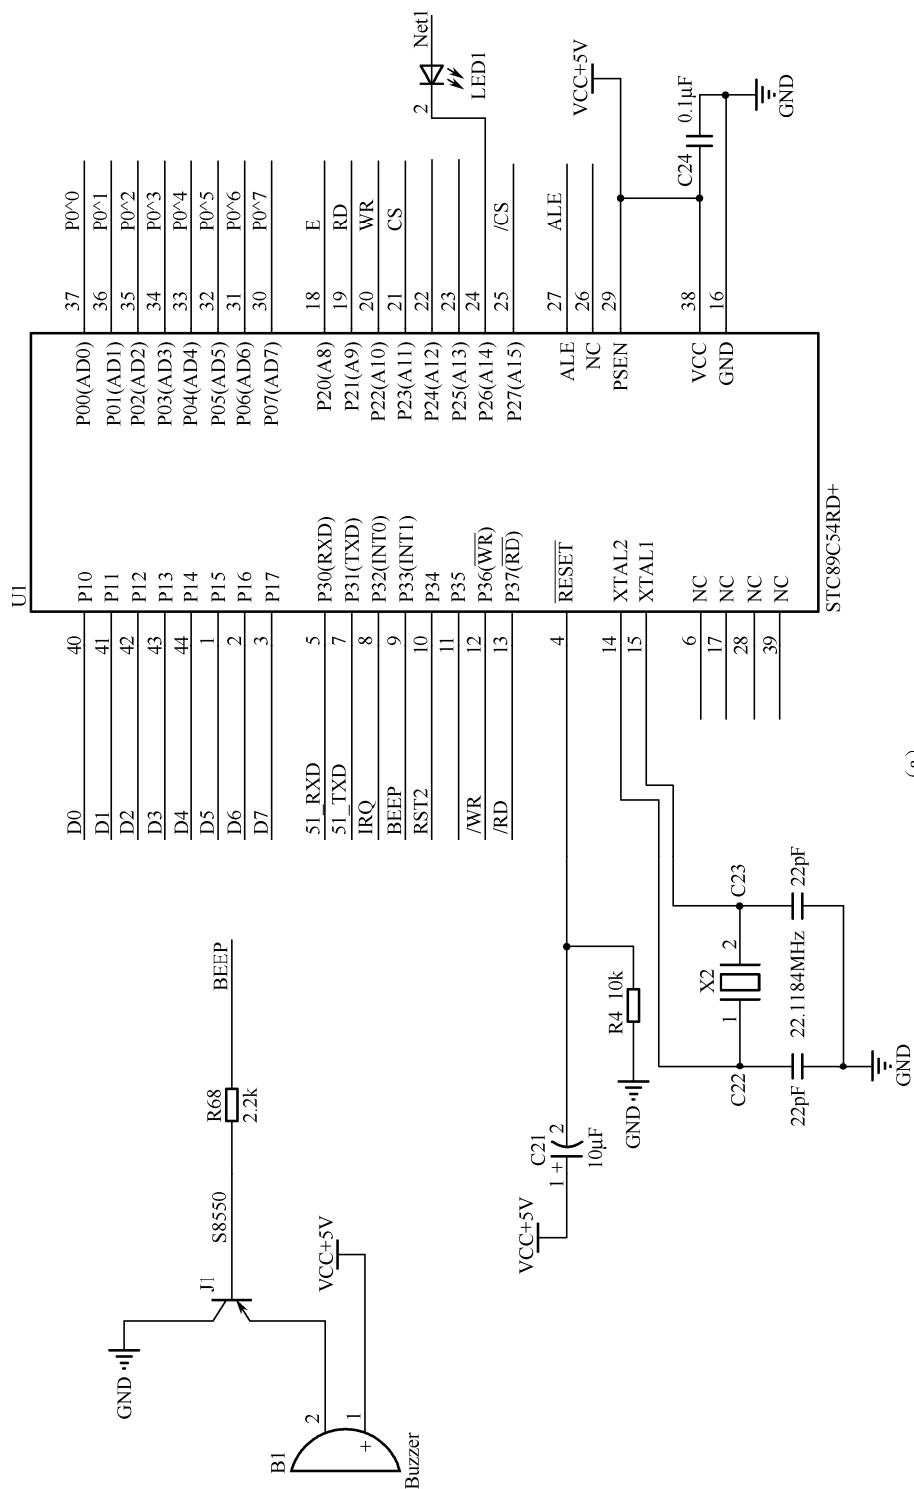 U1
P10
P11
P12
P13
P14
P15
P16
P17
P30(RXD)
P31(TXD)
P32(INT0)
P33(INT1)
P34
P35
P36(WR)
P37(RD)
RESET
XTAL2
XTAL1
NC
NC
NC
NC
P00(AD0)
P01(AD1)
P02(AD2)
P03(AD3)
P04(AD4)
P05(AD5)
P06(AD6)
P07(AD7)
P20(A8)
P21(A9)
P22(A10)
P23(A11)
P24(A12)
P25(A13)
P26(A14)
P27(A15)
ALE
NC
PSEN
VCC
GND
STC89C54RD+
D0 40
D1 41
D2 42
D3 43
D4 44
D5 1
D6 2
D7 3
51_RXD 5
51_TXD 7
IRQ 8
BEEP 9
RST2 10
11
/WR 12
/RD 13
4
14
15
6
17
28
39
37 P0^0
36 P0^1
35 P0^2
34 P0^3
33 P0^4
32 P0^5
31 P0^6
30 P0^7
18 E
19 RD
20 WR
21 CS
22
23
24
25 /CS
27 ALE
26
29
38
16
2
Net1
LED1
VCC+5V
C24 0.1μF
GND
GND
J1
S8550
R68
2.2k
BEEP
VCC+5V
B1
2
1
+
Buzzer
VCC+5V
C21
1 + 2
10μF
GND
R4 10k
X2
1 2
22.1184MHz
C22
22pF
C23
22pF
GND
(a)